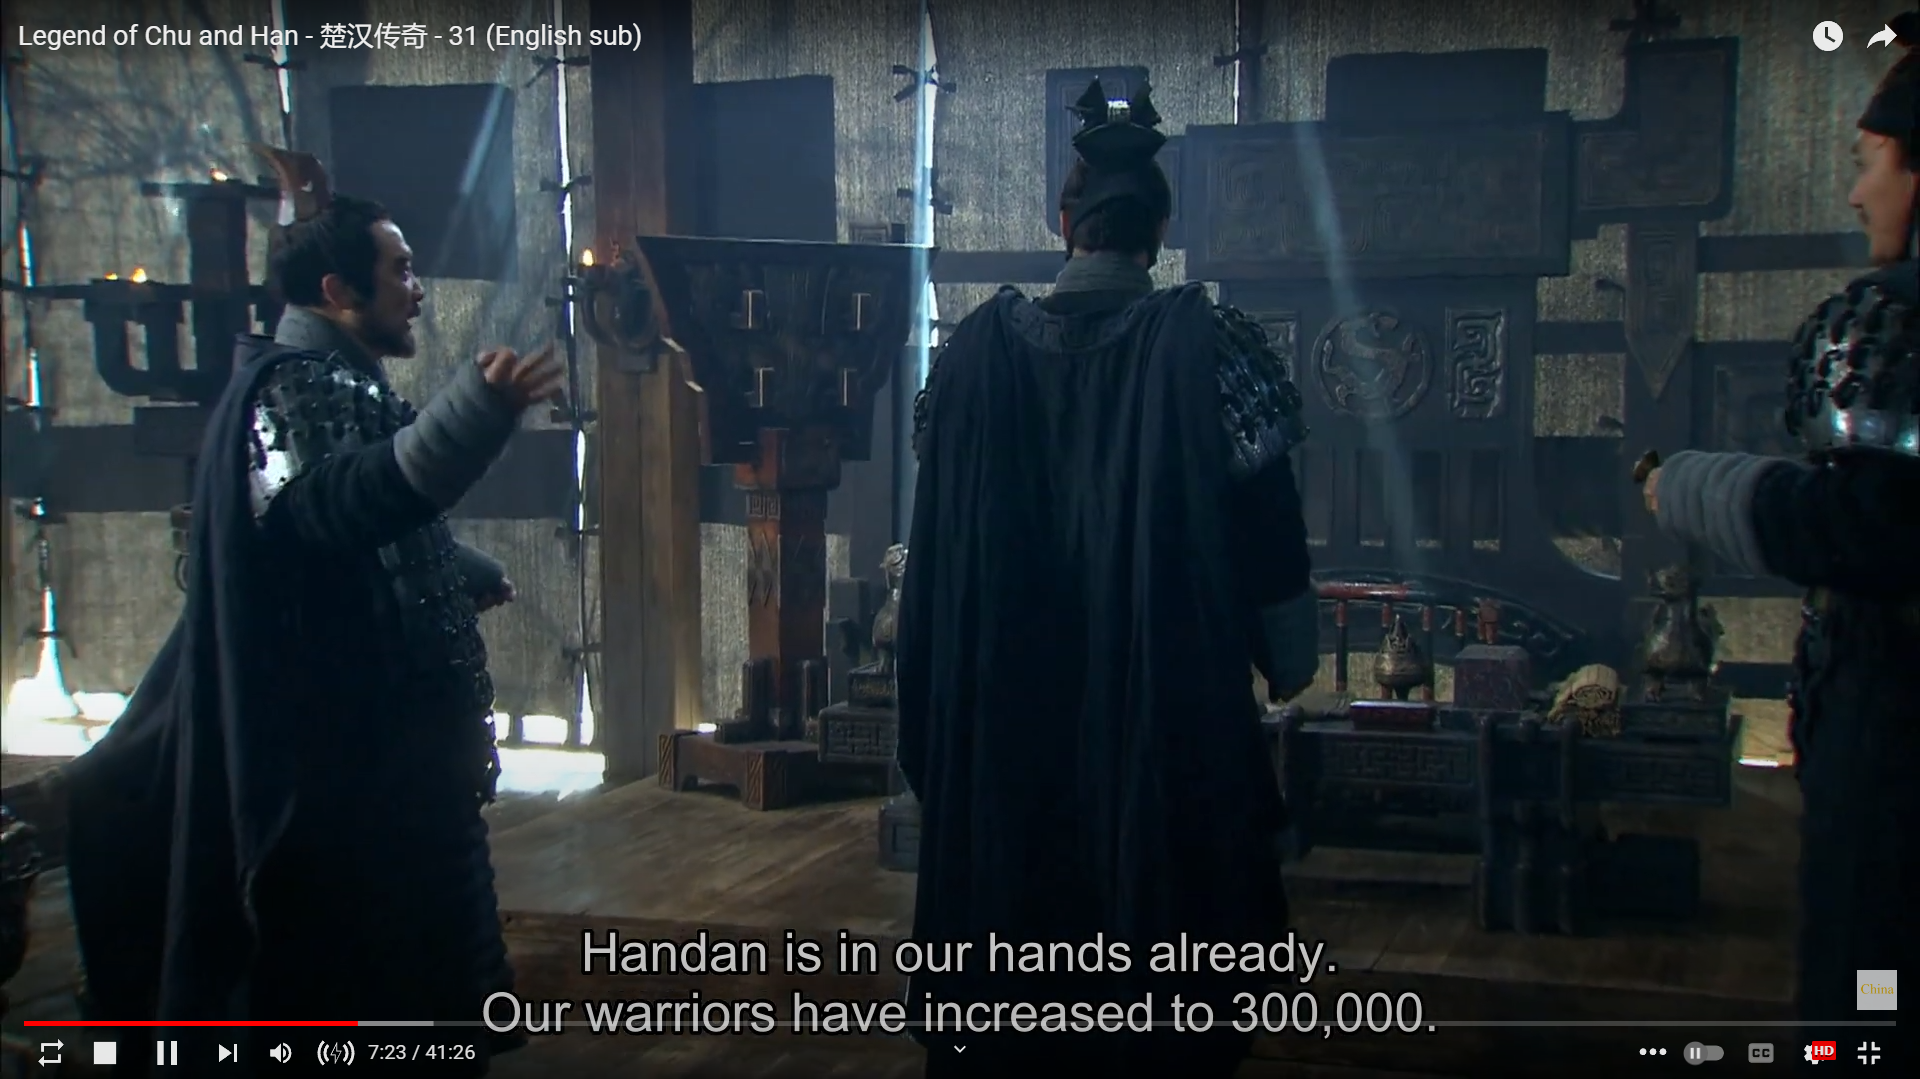 Legend of Chu and Han - 楚汉传奇 - 31 (English sub)
Handan is in our hands already.
Our warriors have increased to 300,000.
China
7:23 / 41:26
CC
HD